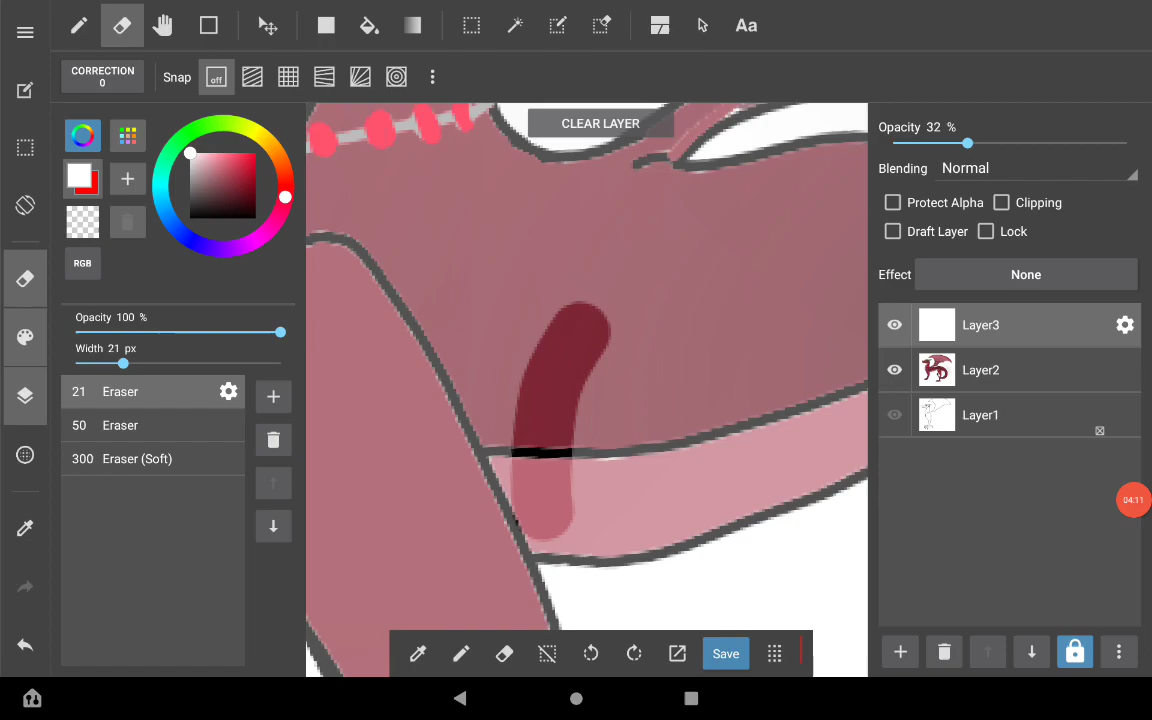 Aa
CORRECTION
0
Snap
off
CLEAR LAYER
RGB
Opacity 100 %
Width 21 px
21 Eraser
50 Eraser
300 Eraser (Soft)
Opacity 32 %
Blending Normal
Protect Alpha Clipping
Draft Layer Lock
Effect None
Layer3
Layer2
Layer1
04:11
Save